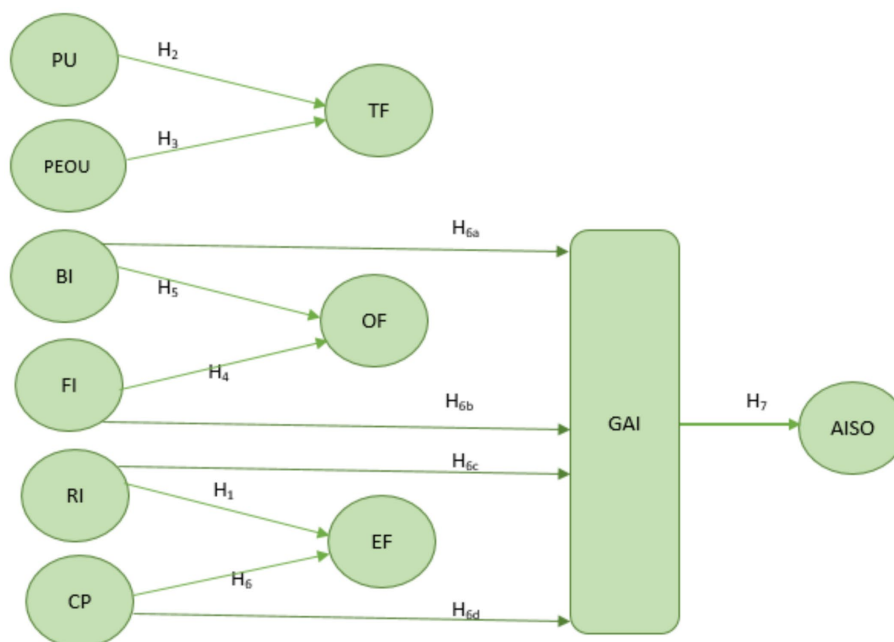 PU
H₂
TF
H₃
PEOU
H₆ₐ
BI
H₅
OF
FI
H₄
H₆b
GAI
H₇
AISO
H₆c
RI
H₁
EF
H₆
CP
H₆d